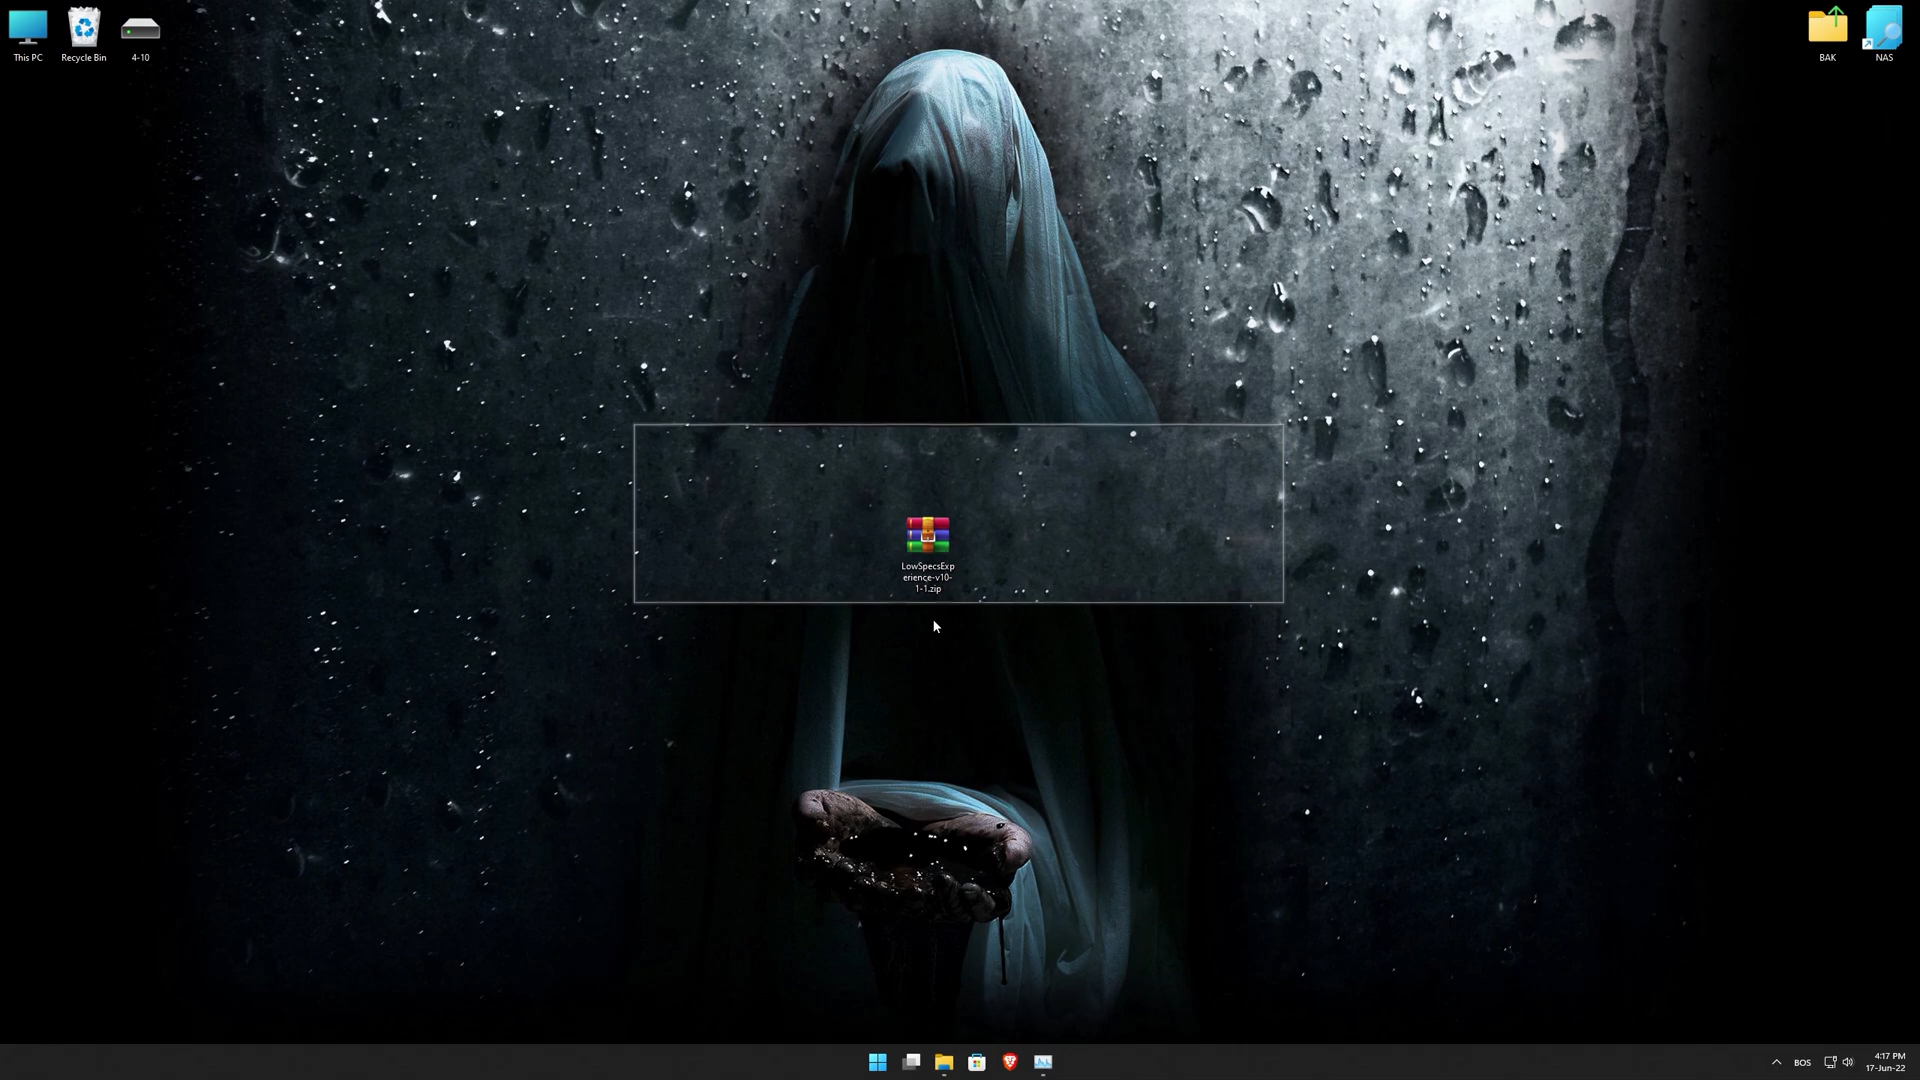 This PC
Recycle Bin
4-10
BAK
NAS
LowSpecsExp
erience-v10-
1-1.zip
BOS
4:17 PM
17-Jun-22